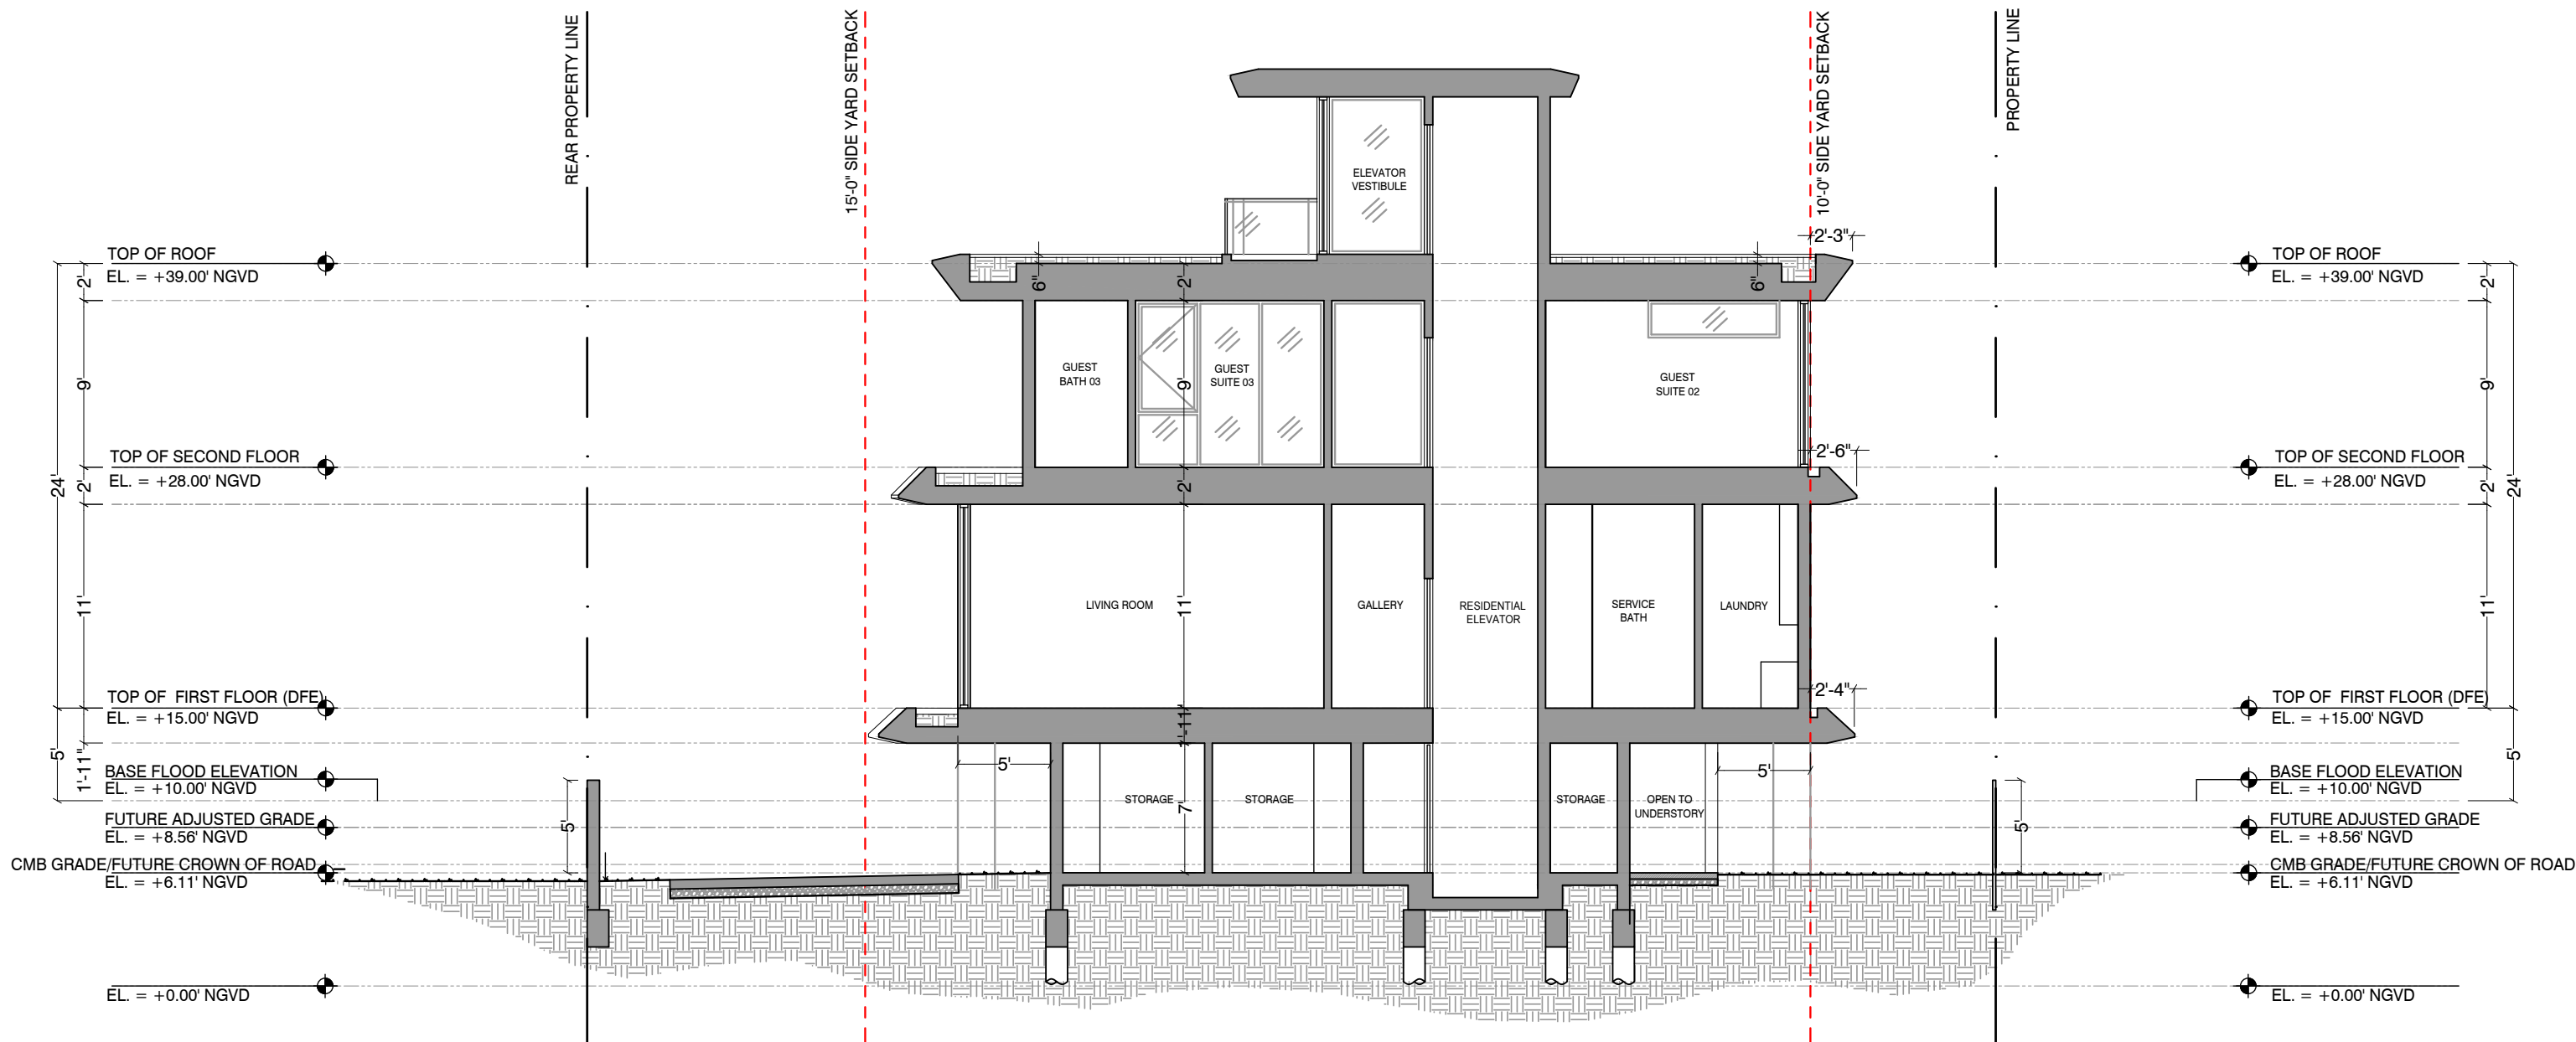 REAR PROPERTY LINE
15'-0" SIDE YARD SETBACK
10'-0" SIDE YARD SETBACK
PROPERTY LINE
ELEVATOR
VESTIBULE
2'-3"
TOP OF ROOF
EL. = +39.00' NGVD
2'
6"
2'
6"
TOP OF ROOF
EL. = +39.00' NGVD
2'
9'
GUEST
BATH 03
9'
GUEST
SUITE 03
GUEST
SUITE 02
9'
2'-6"
TOP OF SECOND FLOOR
EL. = +28.00' NGVD
24'
2'
2'
TOP OF SECOND FLOOR
EL. = +28.00' NGVD
2'
24'
11'
LIVING ROOM
11'
GALLERY
RESIDENTIAL
ELEVATOR
SERVICE
BATH
LAUNDRY
11'
2'-4"
TOP OF FIRST FLOOR (DFE)
EL. = +15.00' NGVD
1'-11"
TOP OF FIRST FLOOR (DFE)
EL. = +15.00' NGVD
5'
1'-11"
5'
5'
5'
BASE FLOOD ELEVATION
EL. = +10.00' NGVD
STORAGE
7'
STORAGE
STORAGE
OPEN TO
UNDERSTORY
BASE FLOOD ELEVATION
EL. = +10.00' NGVD
FUTURE ADJUSTED GRADE
EL. = +8.56' NGVD
5'
5'
FUTURE ADJUSTED GRADE
EL. = +8.56' NGVD
CMB GRADE/FUTURE CROWN OF ROAD
EL. = +6.11' NGVD
CMB GRADE/FUTURE CROWN OF ROAD
EL. = +6.11' NGVD
EL. = +0.00' NGVD
EL. = +0.00' NGVD